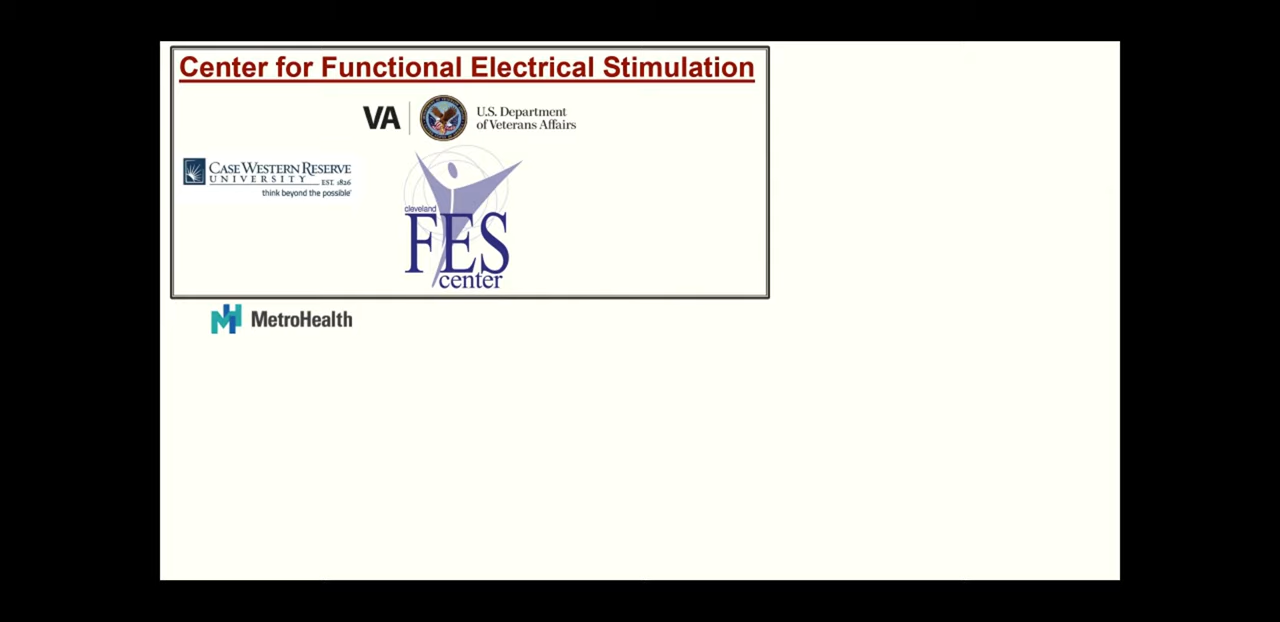 Center for Functional Electrical Stimulation
VA
U.S. Department
of Veterans Affairs
CASE WESTERN RESERVE
UNIVERSITY EST. 1826
think beyond the possible®
cleveland
FES
center
MetroHealth